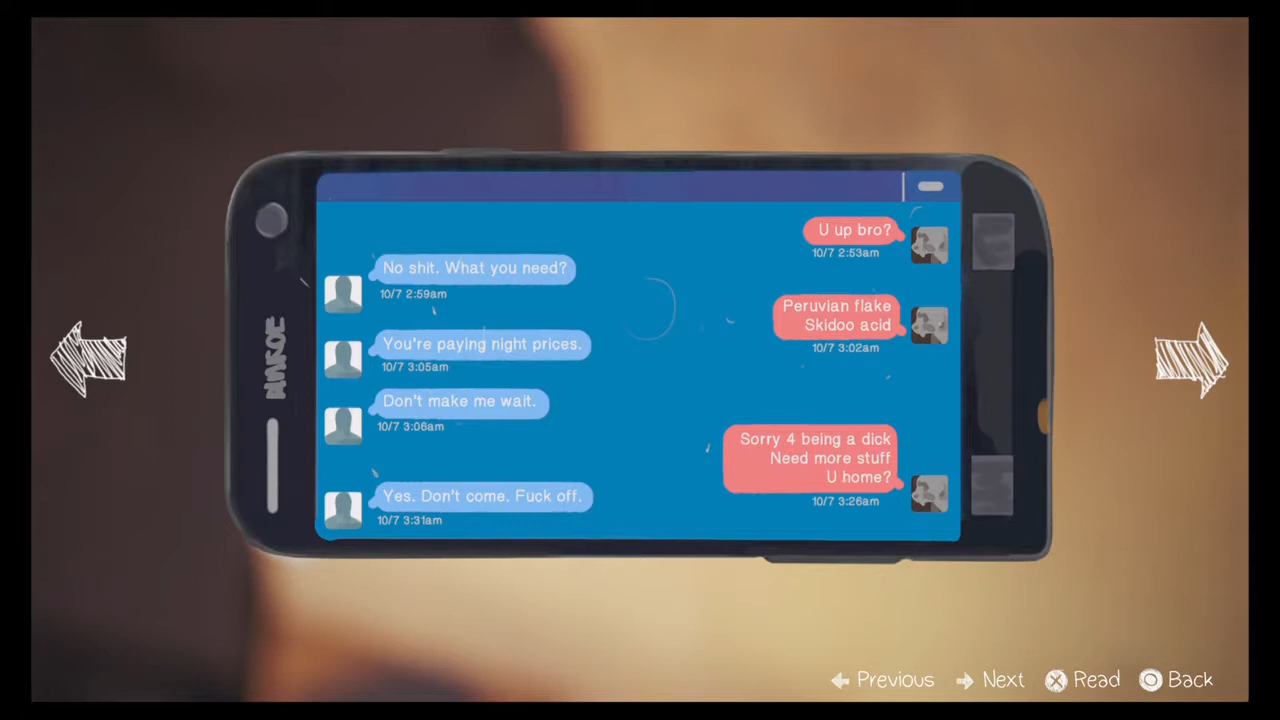 U up bro?
10/7 2:53am
No shit. What you need?
10/7 2:59am
Peruvian flake
Skidoo acid
10/7 3:02am
You're paying night prices.
10/7 3:05am
Don't make me wait.
10/7 3:06am
Sorry 4 being a dick
Need more stuff
U home?
10/7 3:26am
Yes. Don't come. Fuck off.
10/7 3:31am
Previous
Next
Read
Back